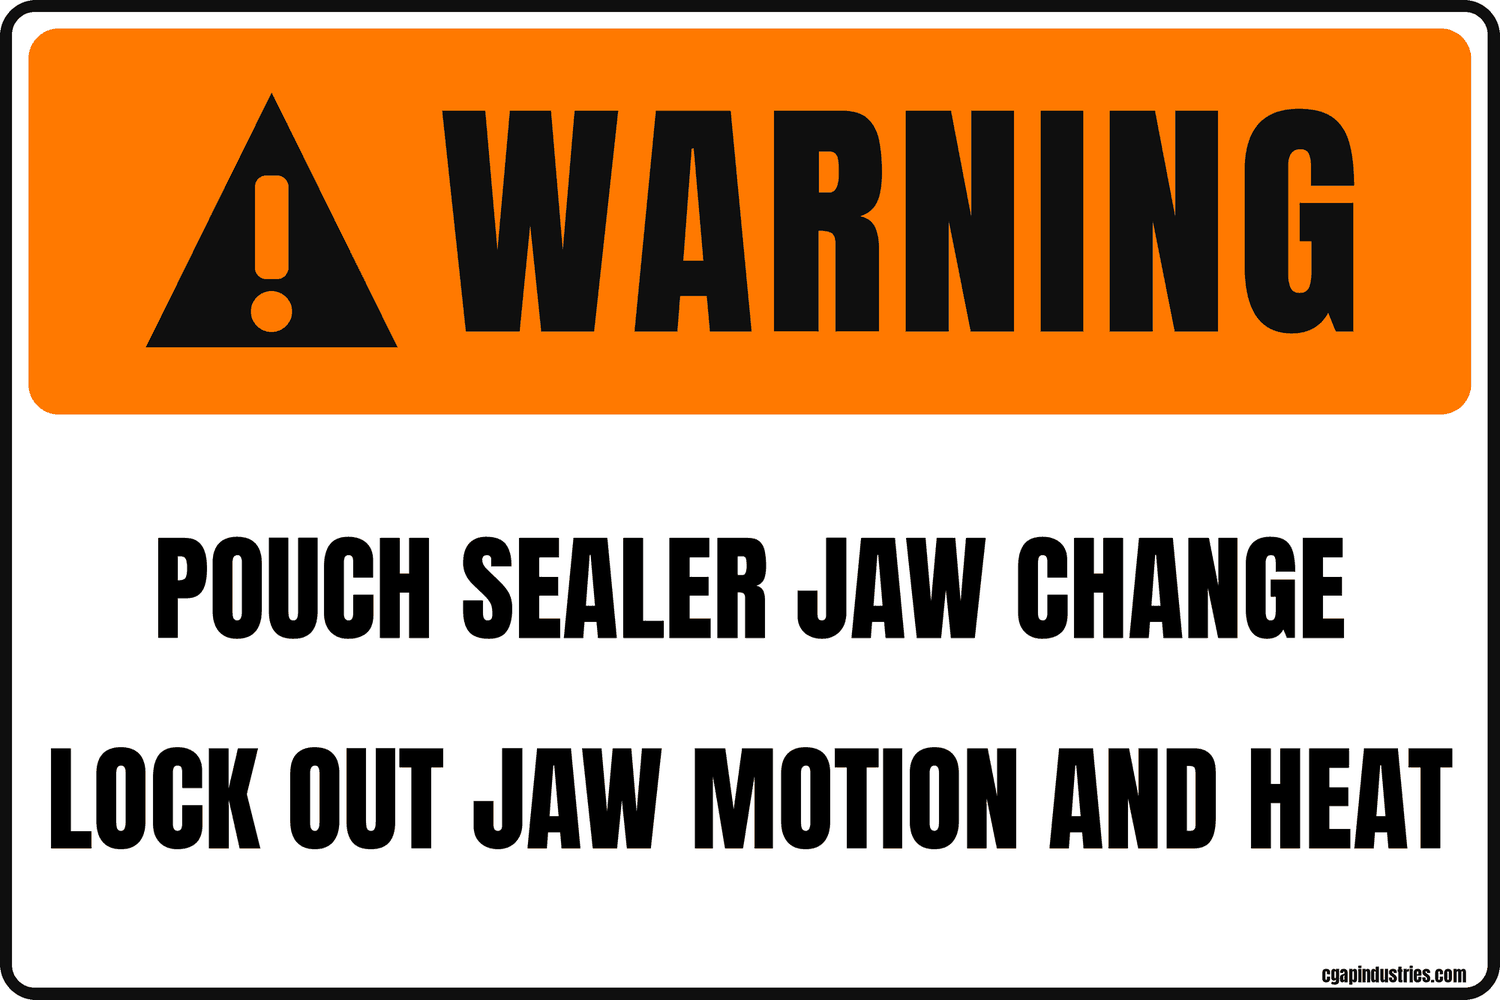 WARNING
POUCH SEALER JAW CHANGE
LOCK OUT JAW MOTION AND HEAT
cgapindustries.com